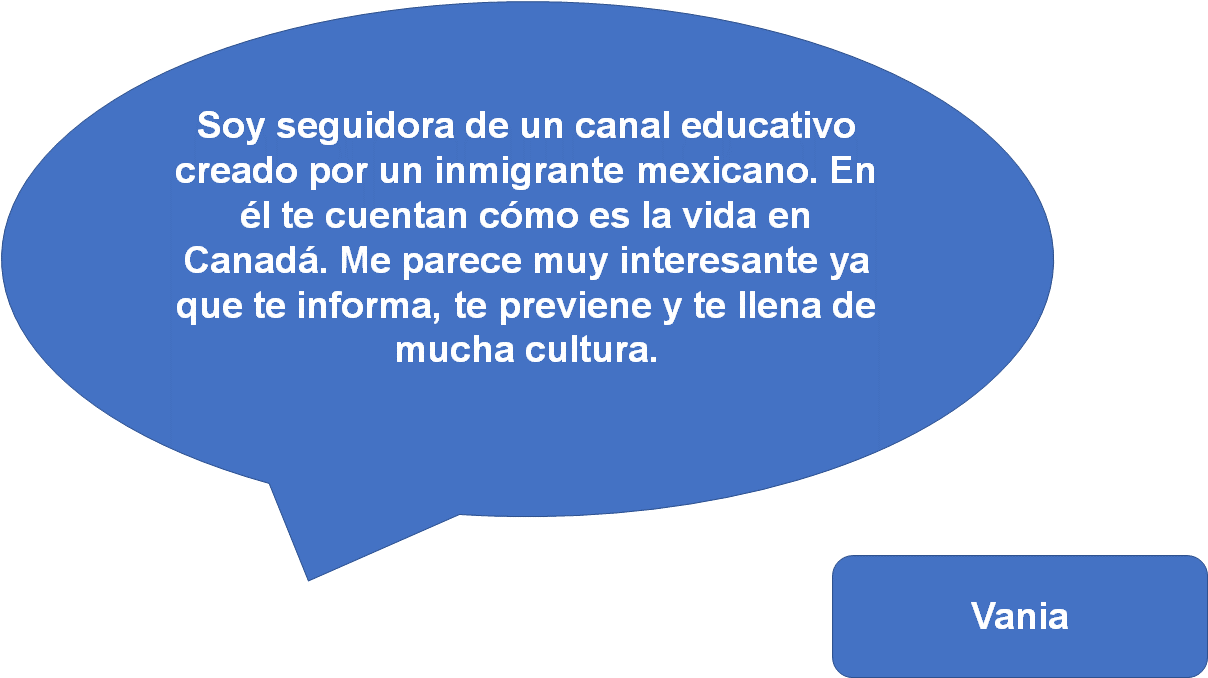 Soy seguidora de un canal educativo
creado por un inmigrante mexicano. En
él te cuentan cómo es la vida en
Canadá. Me parece muy interesante ya
que te informa, te previene y te llena de
mucha cultura.
Vania